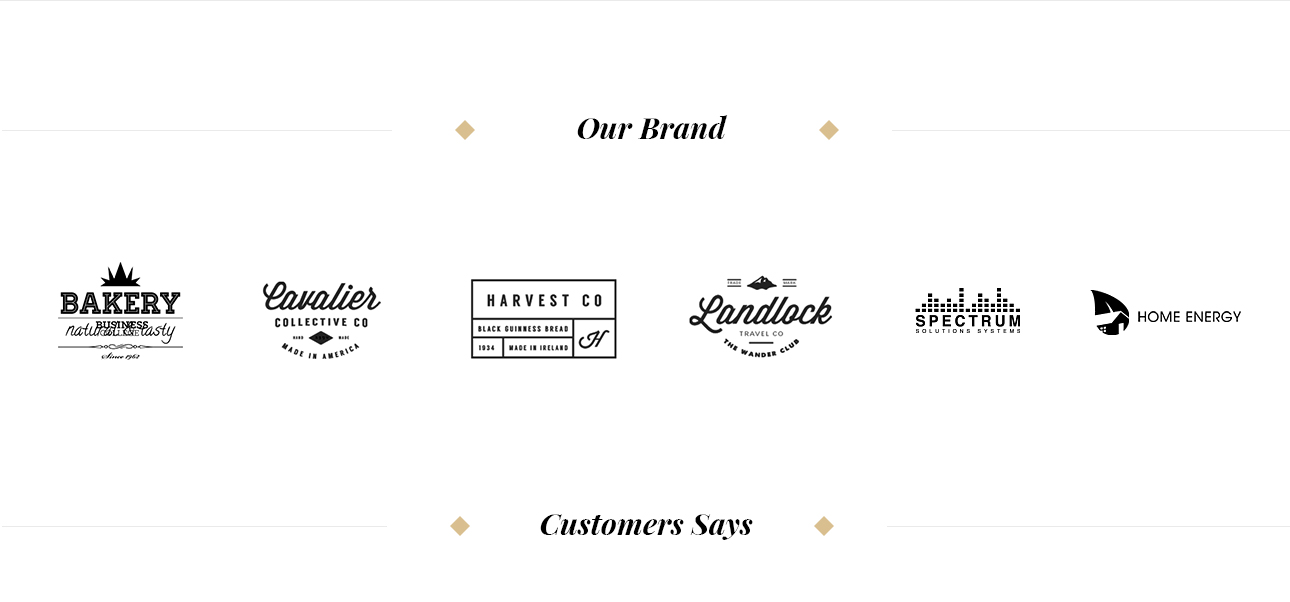 Our Brand
BAKERY
BUSINESS
natural & tasty
Since 1962
Cavalier
COLLECTIVE CO
HAND MADE
MADE IN AMERICA
HARVEST CO
BLACK GUINNESS BREAD
1934 MADE IN IRELAND
H
TRADE MARK
Landlock
TRAVEL CO
THE WANDER CLUB
SPECTRUM
SOLUTIONS SYSTEMS
HOME ENERGY
Customers Says